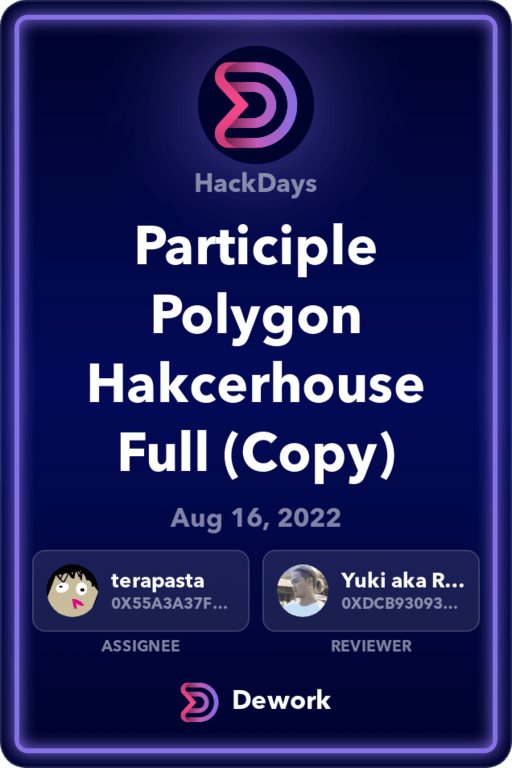 HackDays
Participle
Polygon
Hakcerhouse
Full (Copy)
Aug 16, 2022
terapasta
0X55A3A37F...
ASSIGNEE
Yuki aka R...
0XDCB93093...
REVIEWER
Dework